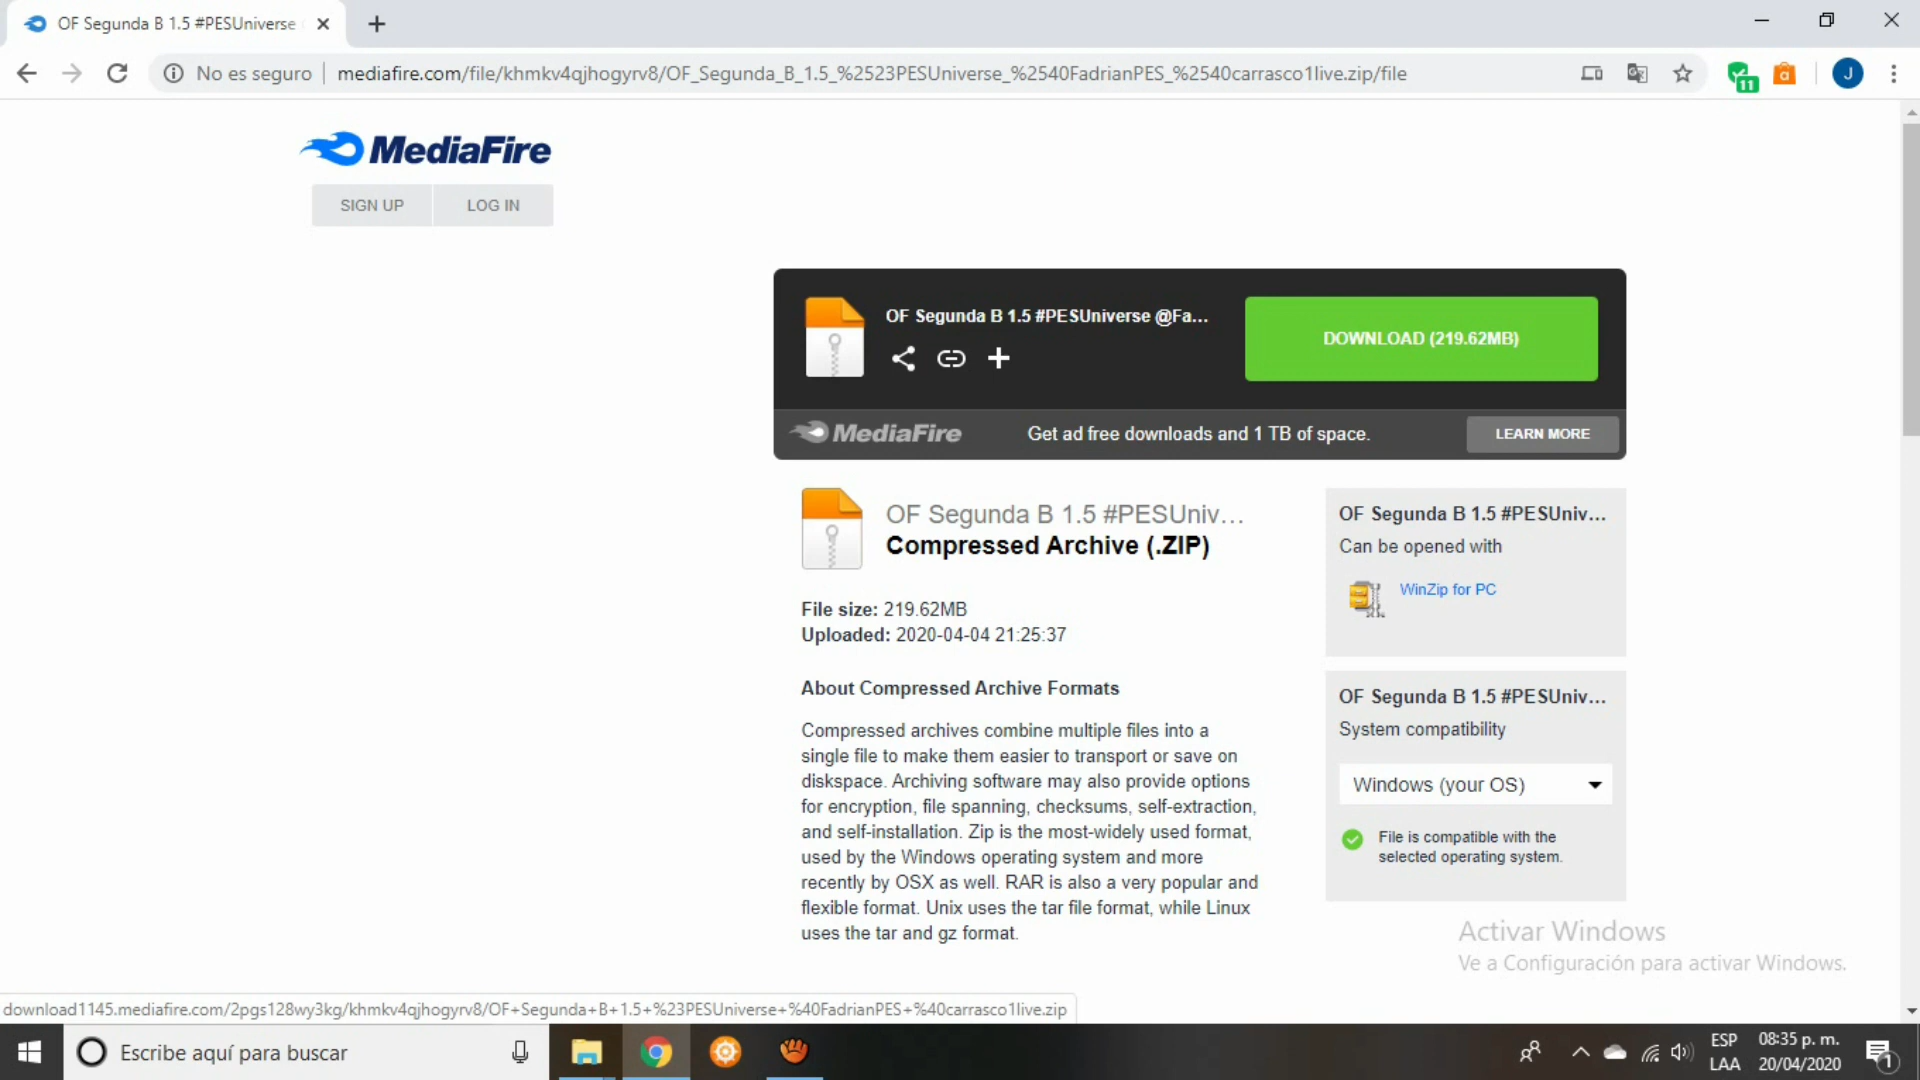 OF Segunda B 1.5 #PESUniverse
No es seguro
mediafire.com/file/khmkv4qjhogyrv8/OF_Segunda_B_1.5_%2523PESUniverse_%2540FadrianPES_%2540carrasco1live.zip/file
11
a
J
MediaFire
SIGN UP
LOG IN
OF Segunda B 1.5 #PESUniverse @Fa...
DOWNLOAD (219.62MB)
MediaFire
Get ad free downloads and 1 TB of space.
LEARN MORE
OF Segunda B 1.5 #PESUniv...
Compressed Archive (.ZIP)
File size: 219.62MB
Uploaded: 2020-04-04 21:25:37
About Compressed Archive Formats
Compressed archives combine multiple files into a
single file to make them easier to transport or save on
diskspace. Archiving software may also provide options
for encryption, file spanning, checksums, self-extraction,
and self-installation. Zip is the most-widely used format,
used by the Windows operating system and more
recently by OSX as well. RAR is also a very popular and
flexible format. Unix uses the tar file format, while Linux
uses the tar and gz format.
OF Segunda B 1.5 #PESUniv...
Can be opened with
WinZip for PC
OF Segunda B 1.5 #PESUniv...
System compatibility
Windows (your OS)
File is compatible with the
selected operating system.
Activar Windows
Ve a Configuración para activar Windows.
download1145.mediafire.com/2pgs128wy3kg/khmkv4qjhogyrv8/OF+Segunda+B+1.5+%23PESUniverse+%40FadrianPES+%40carrasco1live.zip
Escribe aquí para buscar
ESP
LAA
08:35 p. m.
20/04/2020
1